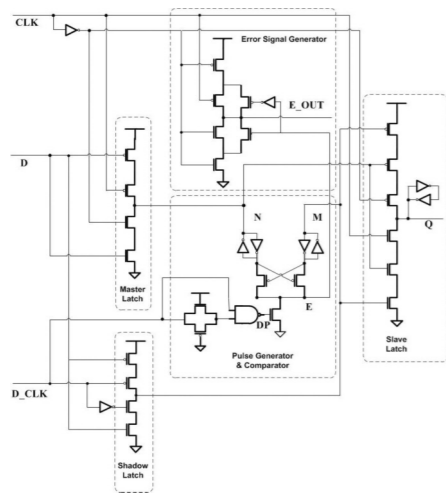 CLK
Error Signal Generator
E_OUT
D
N
M
Q
Master
Latch
E
DP
Slave
Latch
Pulse Generator
& Comparator
D_CLK
Shadow
Latch